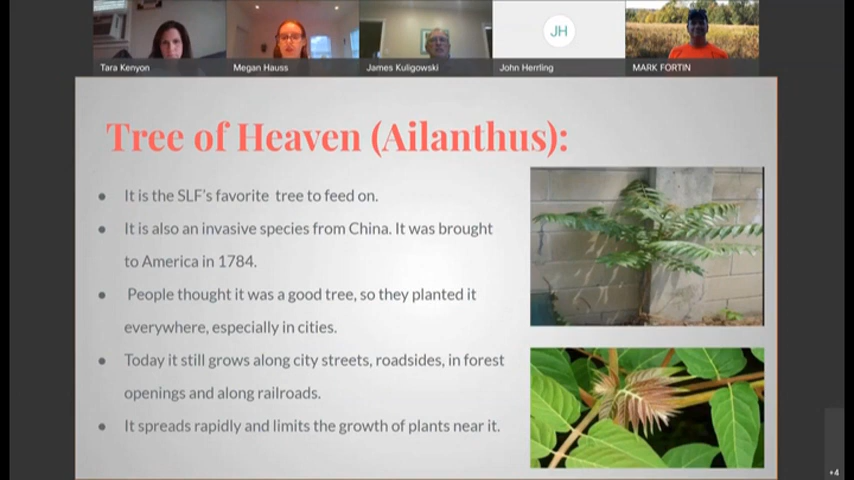 JH
Tara Kenyon
Megan Hauss
James Kuligowski
John Herrling
MARK FORTIN
Tree of Heaven (Ailanthus):
• It is the SLF's favorite tree to feed on.
• It is also an invasive species from China. It was brought
to America in 1784.
• People thought it was a good tree, so they planted it
everywhere, especially in cities.
• Today it still grows along city streets, roadsides, in forest
openings and along railroads.
• It spreads rapidly and limits the growth of plants near it.
+4